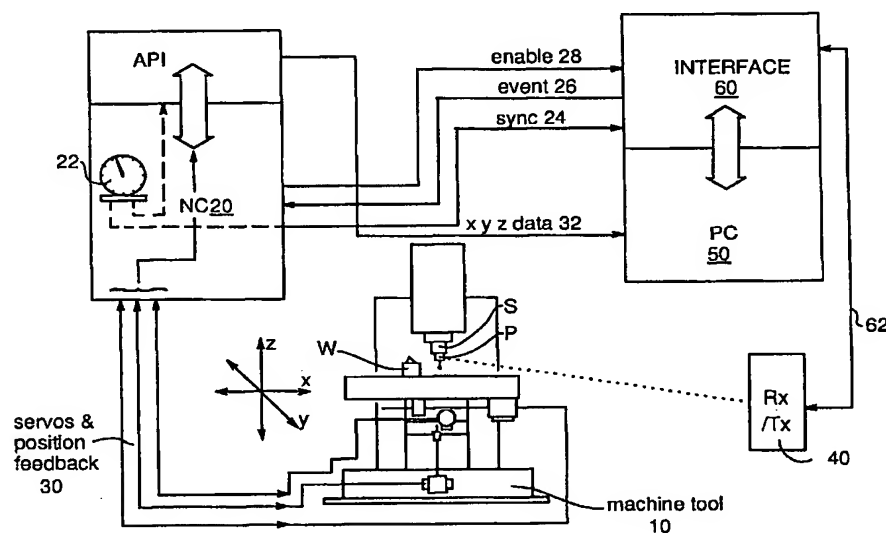 API
enable 28
event 26
sync 24
INTERFACE
60
22
NC20
x y z data 32
PC
50
S
P
W
z
x
y
62
Rx
/Tx
40
servos &
position
feedback
30
machine tool
10